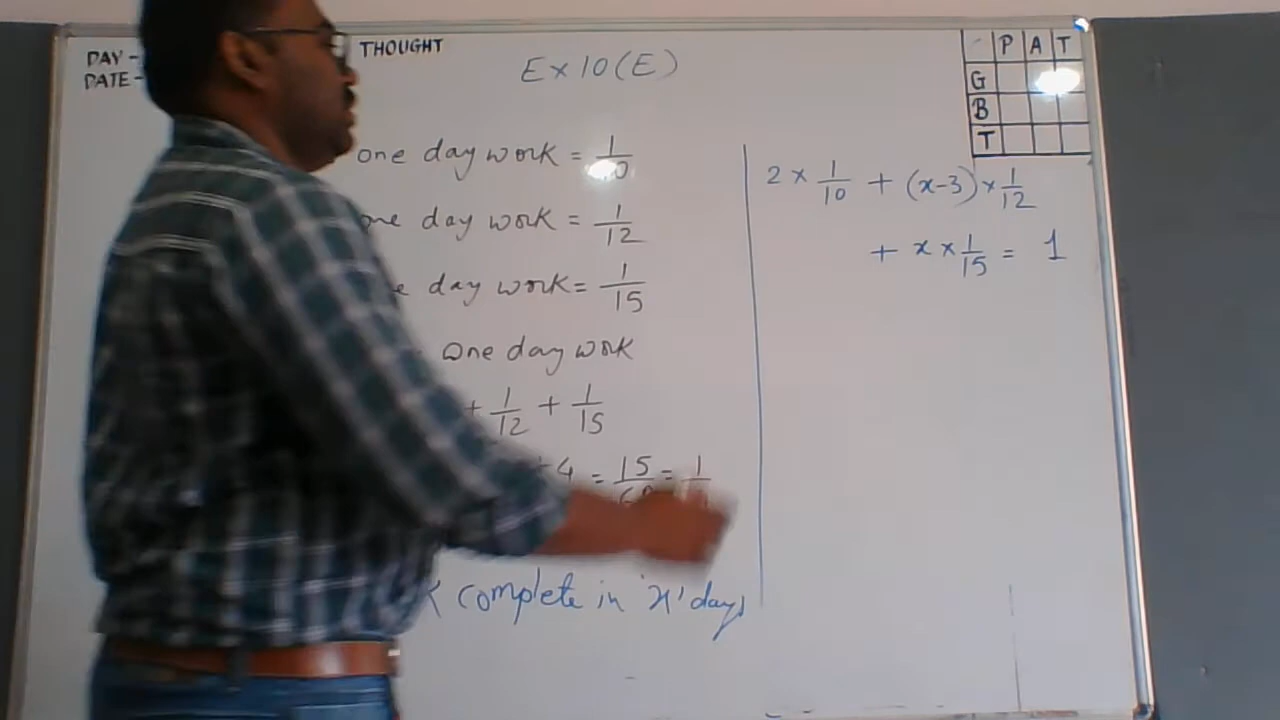 DAY -
DATE -
THOUGHT
E x 10 (E)
P A T
G
B
T
one day work = 1/10
one day work = 1/12
day work = 1/15
one day work
+ 1/12 + 1/15
+ 4 = 15/60 = 1
complete in 'x' days
2 × 1/10 + (x-3) × 1/12
+ x × 1/15 = 1